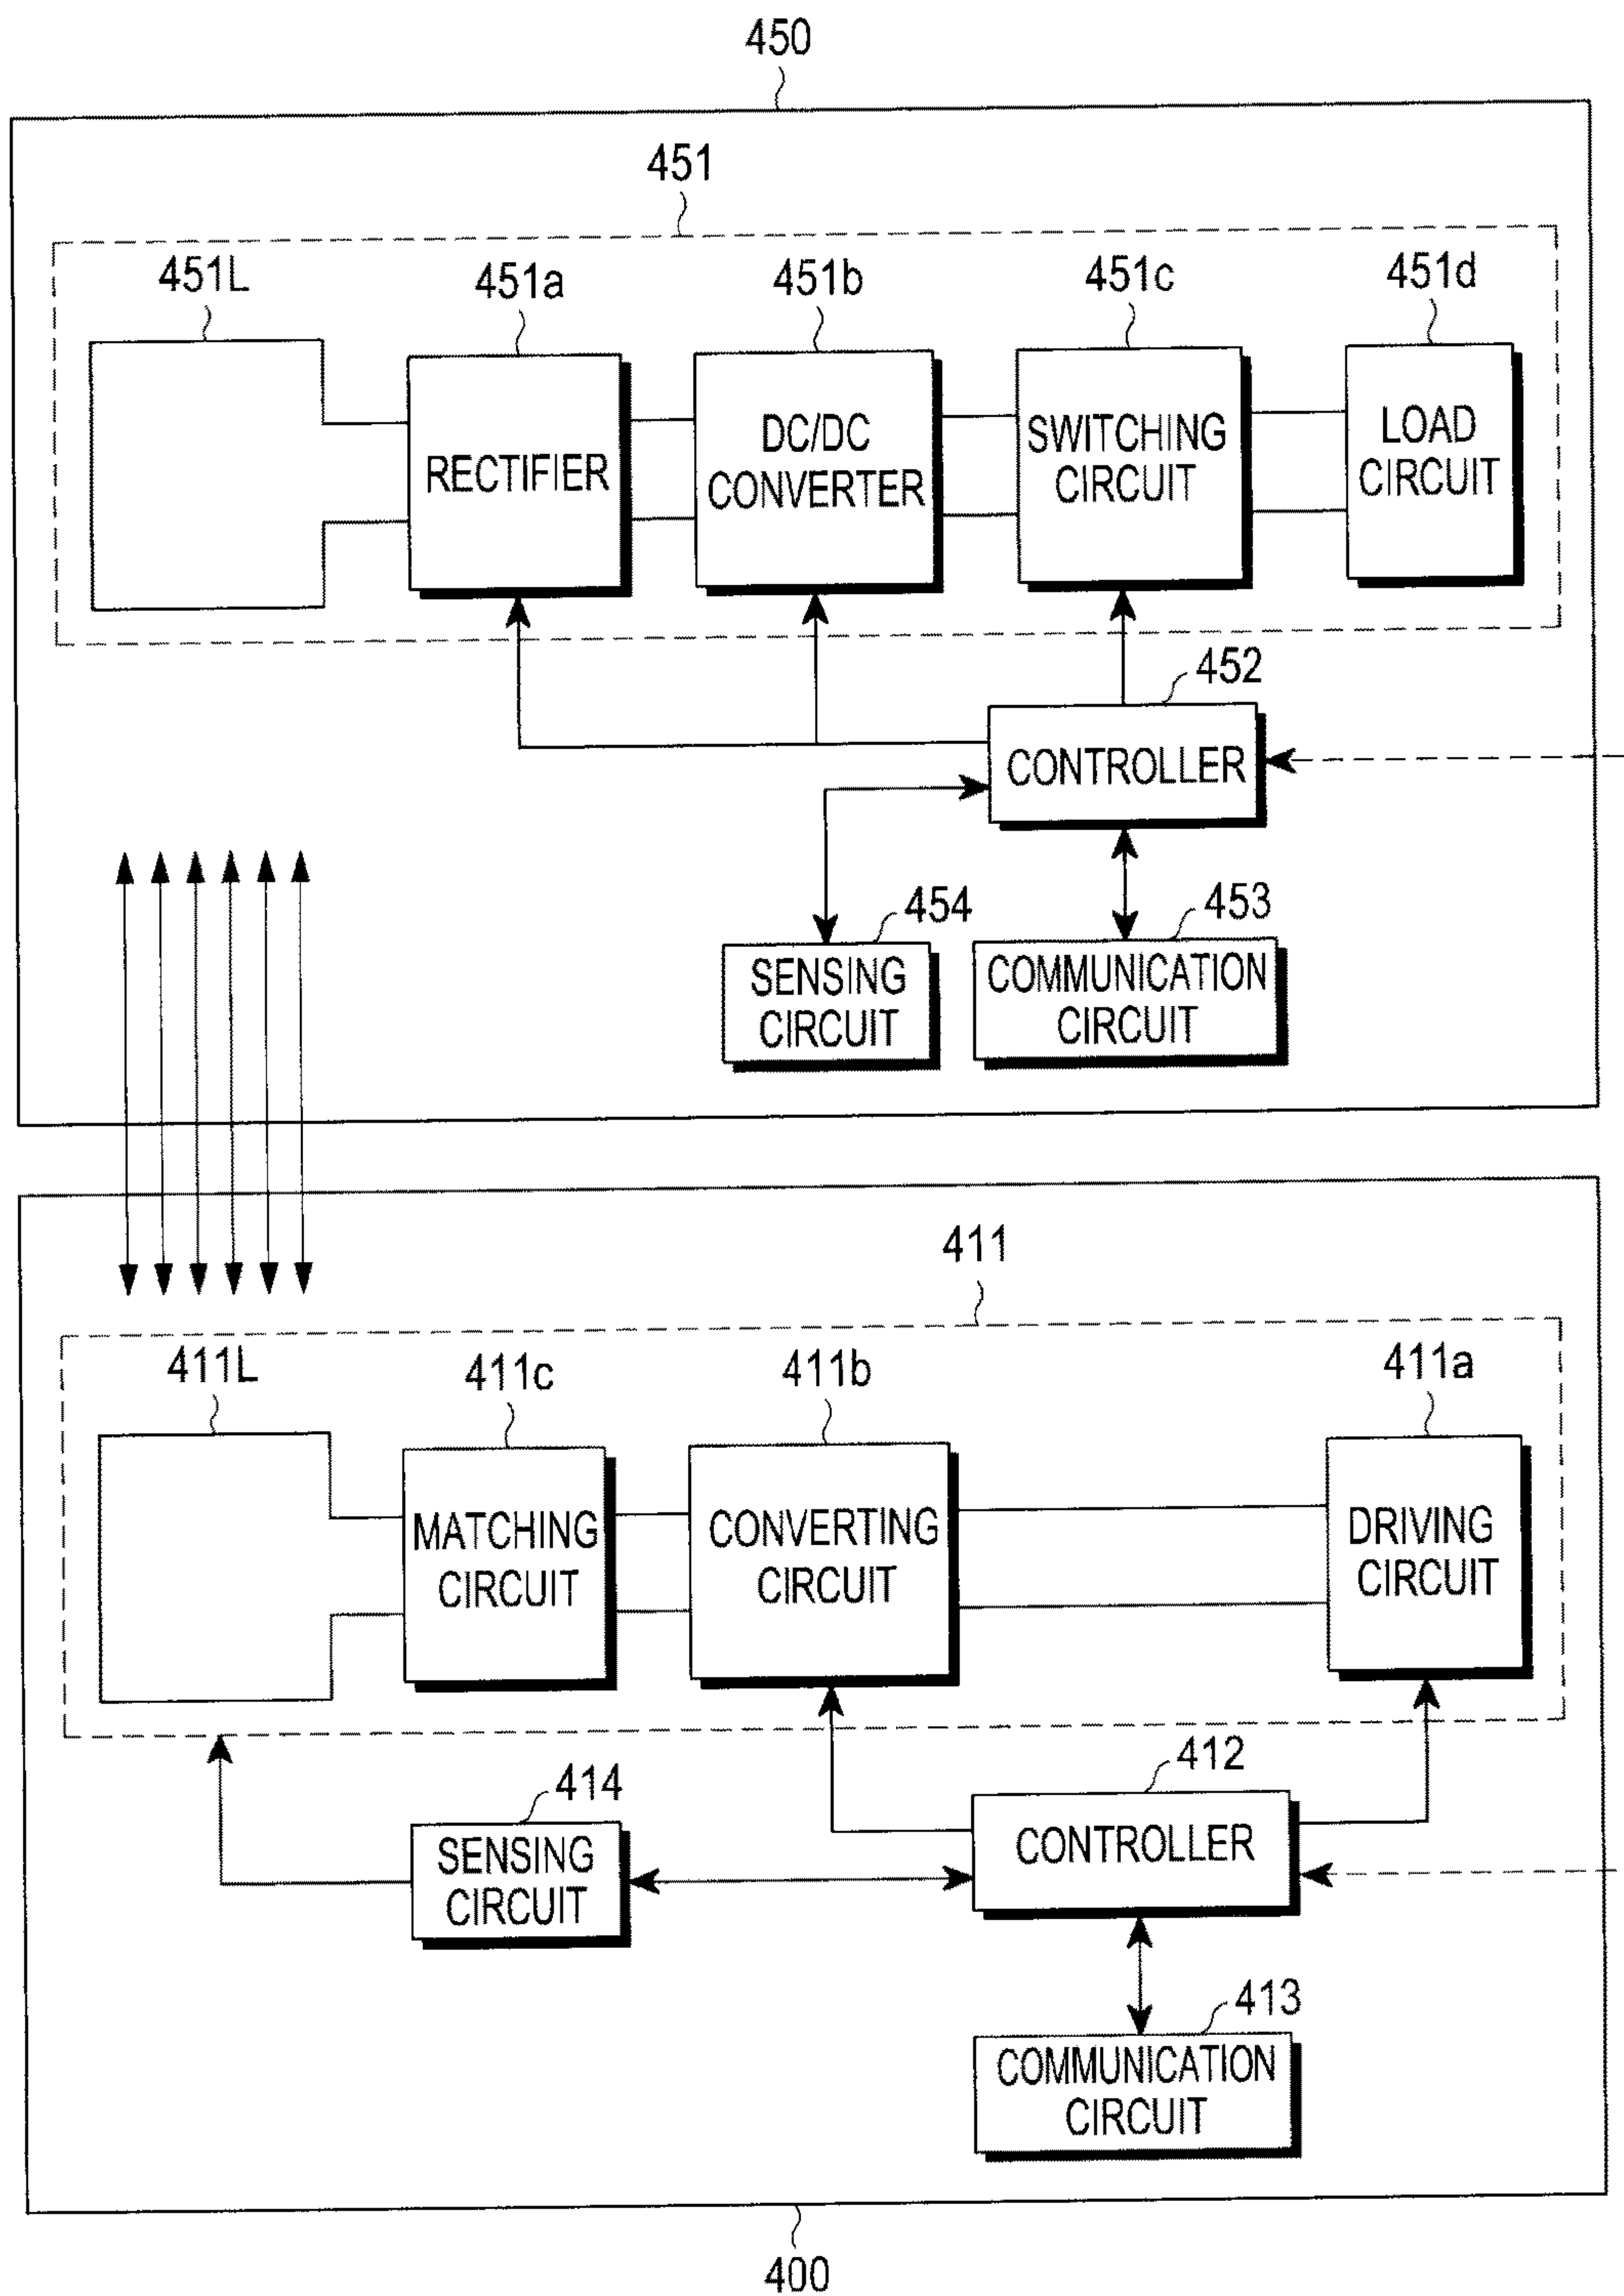 450
451
451L
451a
451b
451c
451d
RECTIFIER
DC/DC
CONVERTER
SWITCHING
CIRCUIT
LOAD
CIRCUIT
452
CONTROLLER
454
453
SENSING
CIRCUIT
COMMUNICATION
CIRCUIT
411
411L
411c
411b
411a
MATCHING
CIRCUIT
CONVERTING
CIRCUIT
DRIVING
CIRCUIT
412
414
CONTROLLER
SENSING
CIRCUIT
413
COMMUNICATION
CIRCUIT
400